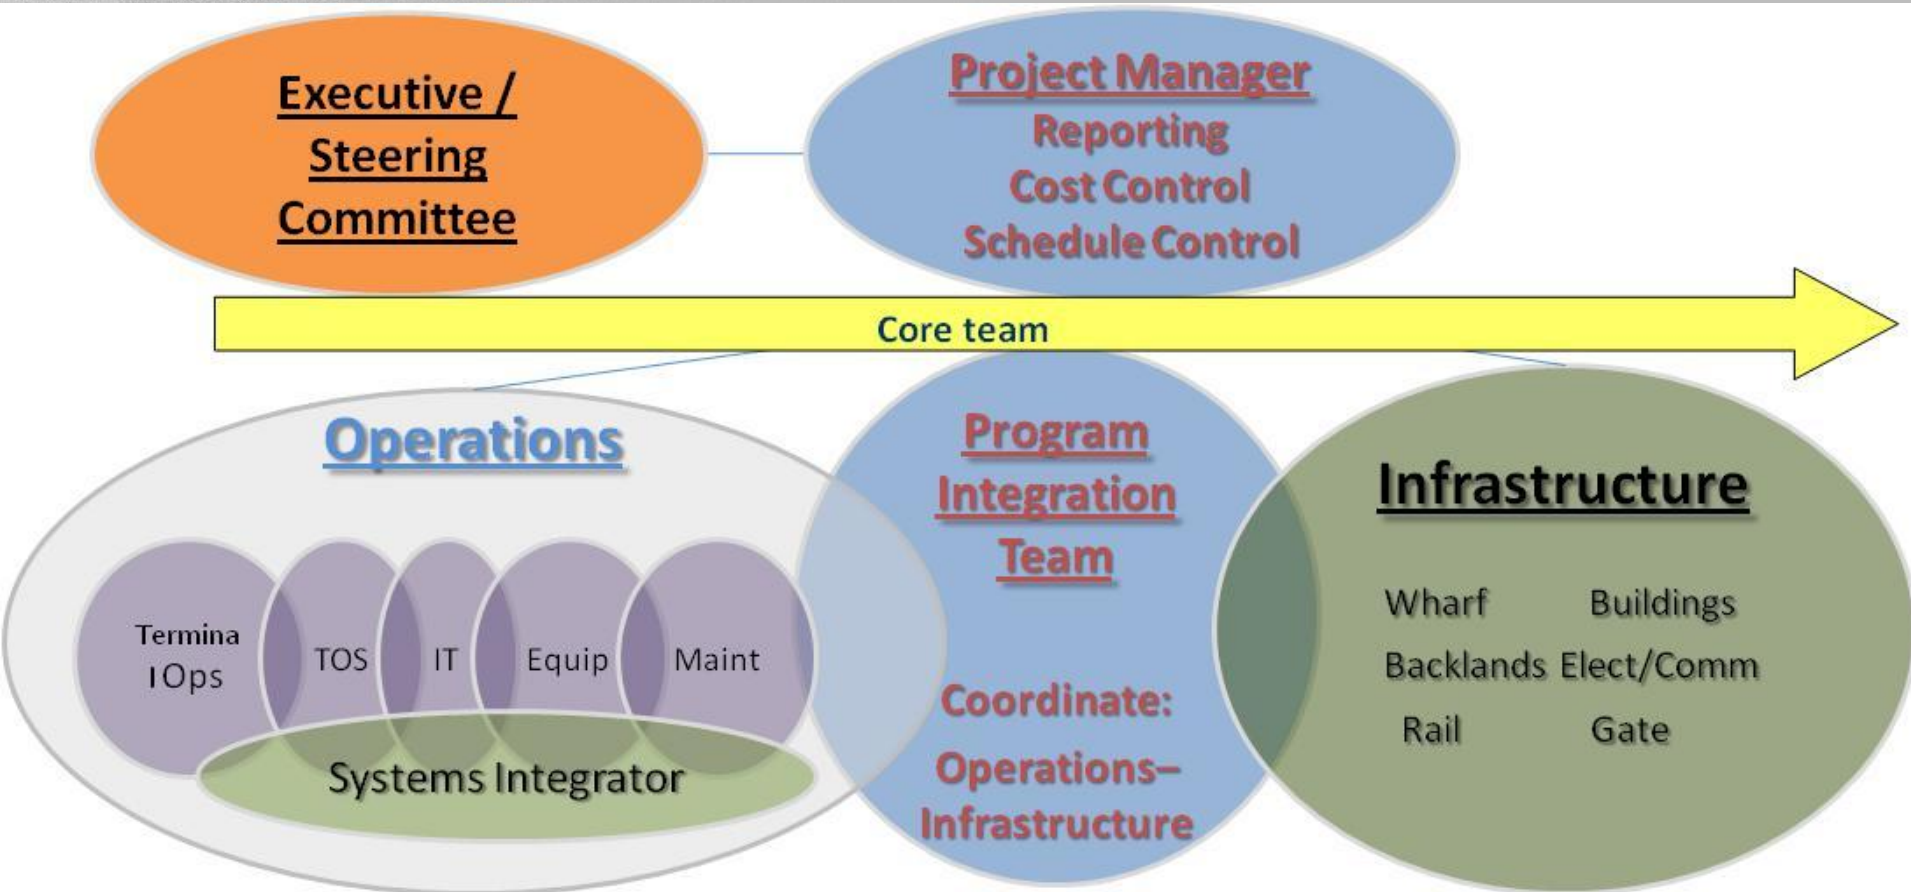 Executive /
Steering
Committee
Project Manager
Reporting
Cost Control
Schedule Control
Core team
Operations
Termina
l Ops
TOS
IT
Equip
Maint
Systems Integrator
Program
Integration
Team
Coordinate:
Operations–
Infrastructure
Infrastructure
Wharf Buildings
Backlands Elect/Comm
Rail Gate